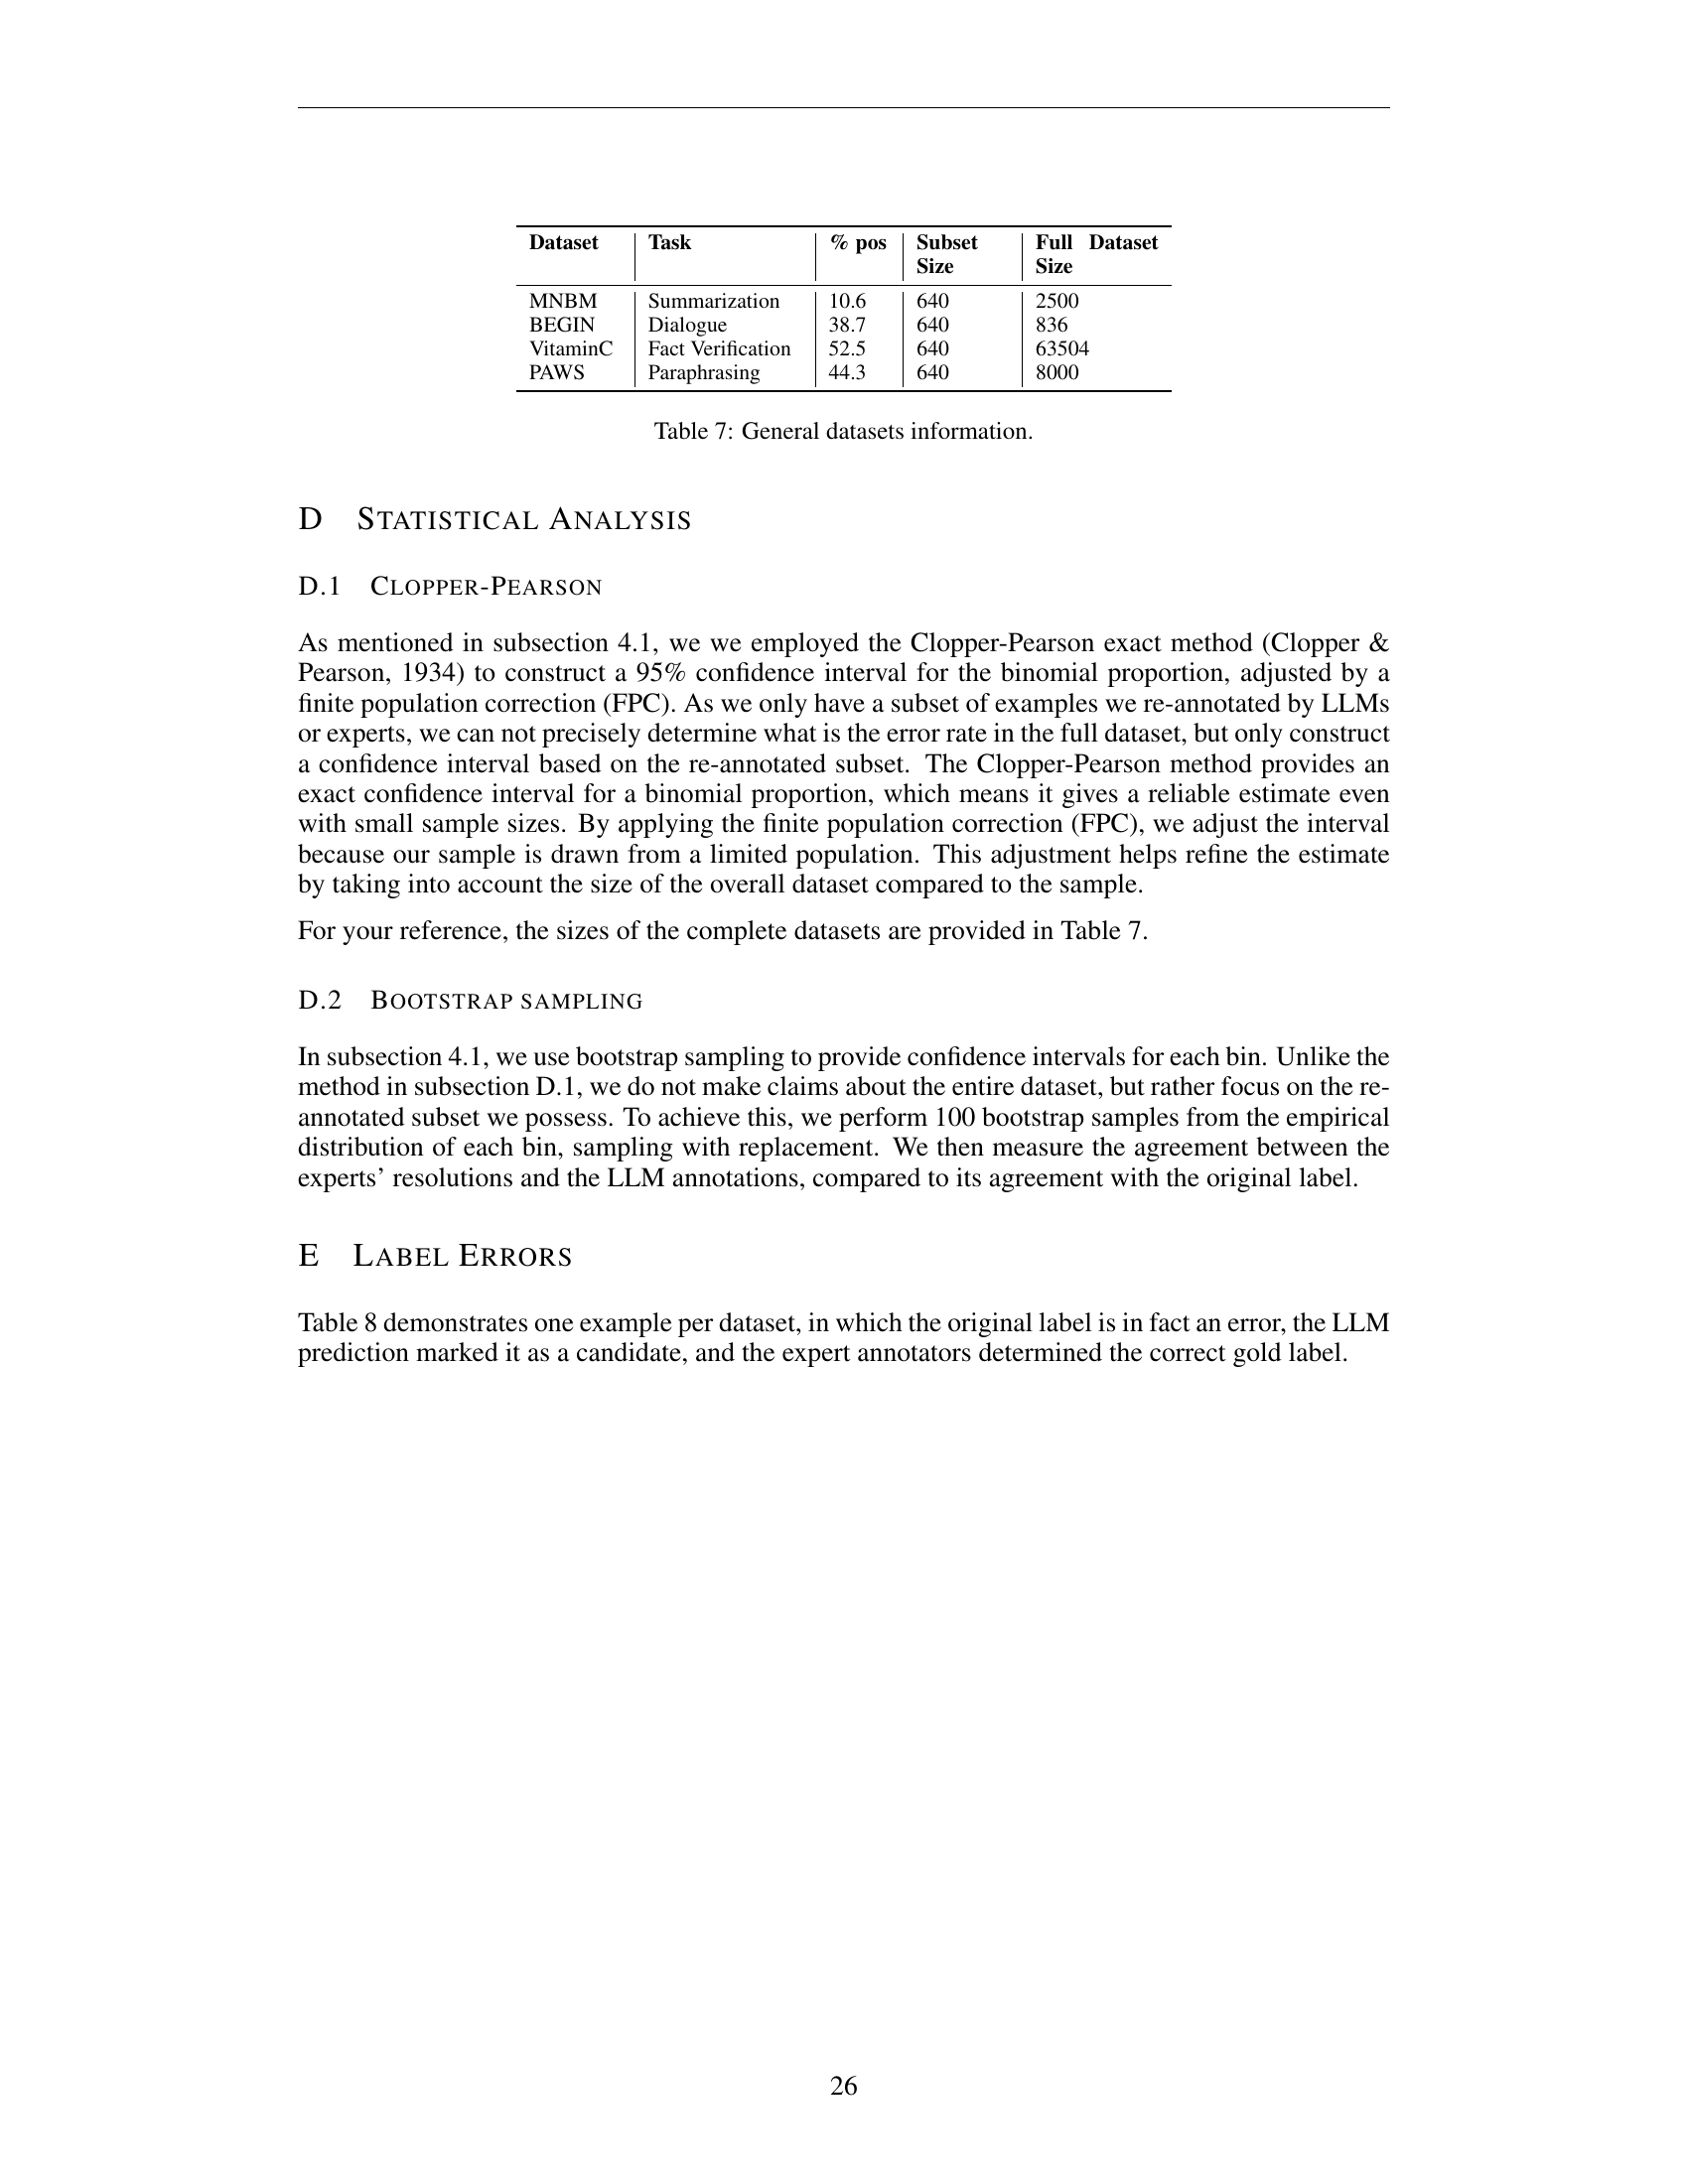 Dataset Task % pos Subset Size Full Dataset Size
MNBM Summarization 10.6 640 2500
BEGIN Dialogue 38.7 640 836
VitaminC Fact Verification 52.5 640 63504
PAWS Paraphrasing 44.3 640 8000
Table 7: General datasets information.
D STATISTICAL ANALYSIS
D.1 CLOPPER-PEARSON
As mentioned in subsection 4.1, we we employed the Clopper-Pearson exact method (Clopper &
Pearson, 1934) to construct a 95% confidence interval for the binomial proportion, adjusted by a
finite population correction (FPC). As we only have a subset of examples we re-annotated by LLMs
or experts, we can not precisely determine what is the error rate in the full dataset, but only construct
a confidence interval based on the re-annotated subset. The Clopper-Pearson method provides an
exact confidence interval for a binomial proportion, which means it gives a reliable estimate even
with small sample sizes. By applying the finite population correction (FPC), we adjust the interval
because our sample is drawn from a limited population. This adjustment helps refine the estimate
by taking into account the size of the overall dataset compared to the sample.
For your reference, the sizes of the complete datasets are provided in Table 7.
D.2 BOOTSTRAP SAMPLING
In subsection 4.1, we use bootstrap sampling to provide confidence intervals for each bin. Unlike the
method in subsection D.1, we do not make claims about the entire dataset, but rather focus on the re-
annotated subset we possess. To achieve this, we perform 100 bootstrap samples from the empirical
distribution of each bin, sampling with replacement. We then measure the agreement between the
experts' resolutions and the LLM annotations, compared to its agreement with the original label.
E LABEL ERRORS
Table 8 demonstrates one example per dataset, in which the original label is in fact an error, the LLM
prediction marked it as a candidate, and the expert annotators determined the correct gold label.
26